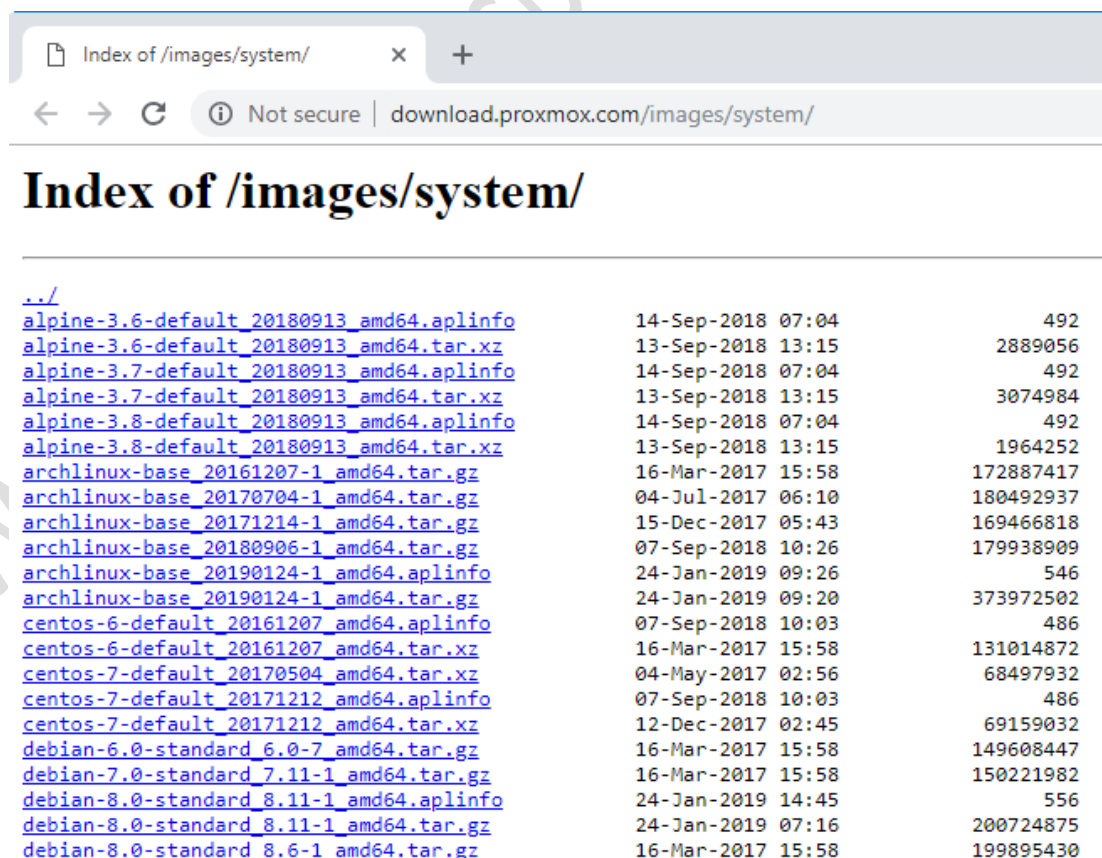 Index of /images/system/
Not secure | download.proxmox.com/images/system/
Index of /images/system/
../
alpine-3.6-default_20180913_amd64.aplinfo 14-Sep-2018 07:04 492
alpine-3.6-default_20180913_amd64.tar.xz 13-Sep-2018 13:15 2889056
alpine-3.7-default_20180913_amd64.aplinfo 14-Sep-2018 07:04 492
alpine-3.7-default_20180913_amd64.tar.xz 13-Sep-2018 13:15 3074984
alpine-3.8-default_20180913_amd64.aplinfo 14-Sep-2018 07:04 492
alpine-3.8-default_20180913_amd64.tar.xz 13-Sep-2018 13:15 1964252
archlinux-base_20161207-1_amd64.tar.gz 16-Mar-2017 15:58 172887417
archlinux-base_20170704-1_amd64.tar.gz 04-Jul-2017 06:10 180492937
archlinux-base_20171214-1_amd64.tar.gz 15-Dec-2017 05:43 169466818
archlinux-base_20180906-1_amd64.tar.gz 07-Sep-2018 10:26 179938909
archlinux-base_20190124-1_amd64.aplinfo 24-Jan-2019 09:26 546
archlinux-base_20190124-1_amd64.tar.gz 24-Jan-2019 09:20 373972502
centos-6-default_20161207_amd64.aplinfo 07-Sep-2018 10:03 486
centos-6-default_20161207_amd64.tar.xz 16-Mar-2017 15:58 131014872
centos-7-default_20170504_amd64.tar.xz 04-May-2017 02:56 68497932
centos-7-default_20171212_amd64.aplinfo 07-Sep-2018 10:03 486
centos-7-default_20171212_amd64.tar.xz 12-Dec-2017 02:45 69159032
debian-6.0-standard_6.0-7_amd64.tar.gz 16-Mar-2017 15:58 149608447
debian-7.0-standard_7.11-1_amd64.tar.gz 16-Mar-2017 15:58 150221982
debian-8.0-standard_8.11-1_amd64.aplinfo 24-Jan-2019 14:45 556
debian-8.0-standard_8.11-1_amd64.tar.gz 24-Jan-2019 07:16 200724875
debian-8.0-standard_8.6-1_amd64.tar.gz 16-Mar-2017 15:58 199895430